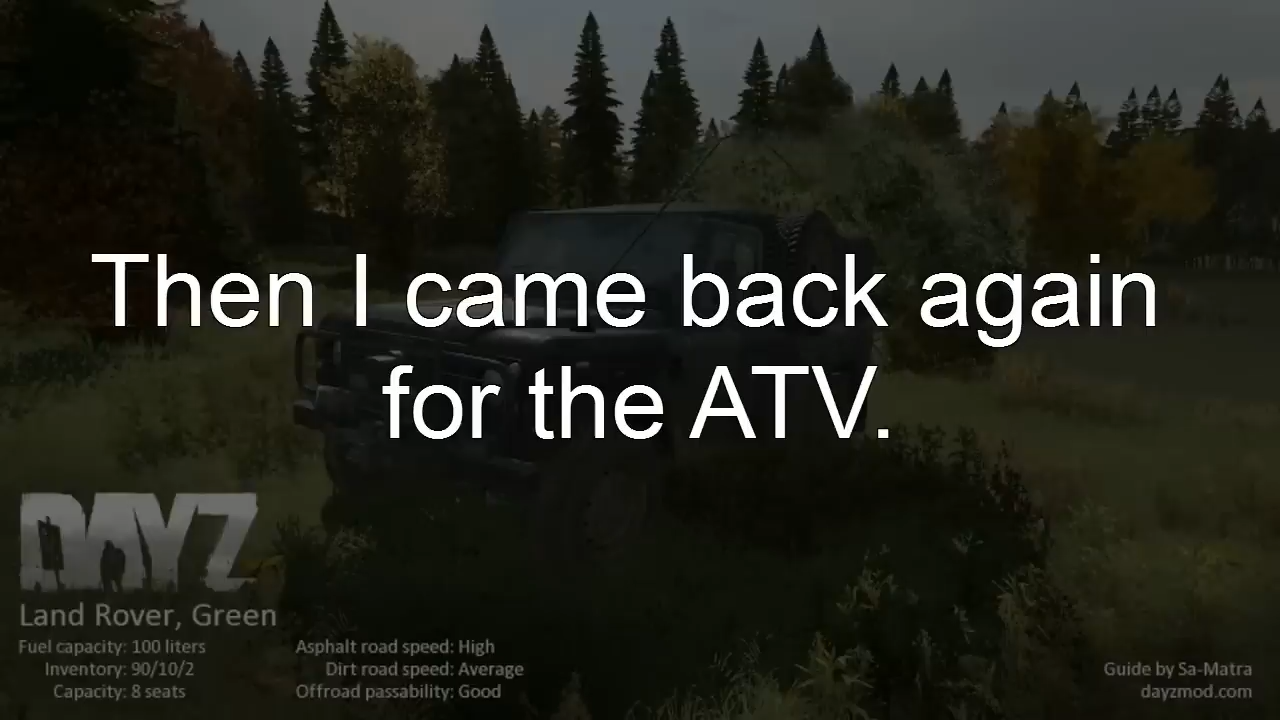 Then I came back again
for the ATV.
DAYZ
Land Rover, Green
Fuel capacity: 100 liters
Inventory: 90/10/2
Capacity: 8 seats
Asphalt road speed: High
Dirt road speed: Average
Offroad passability: Good
Guide by Sa-Matra
dayzmod.com